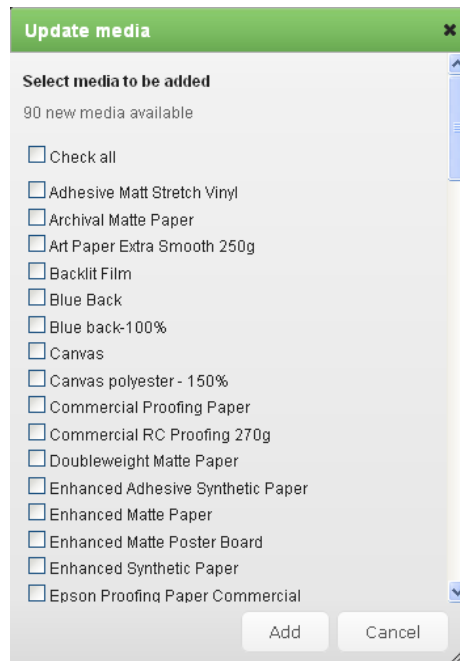 Update media
Select media to be added
90 new media available
Check all
Adhesive Matt Stretch Vinyl
Archival Matte Paper
Art Paper Extra Smooth 250g
Backlit Film
Blue Back
Blue back-100%
Canvas
Canvas polyester - 150%
Commercial Proofing Paper
Commercial RC Proofing 270g
Doubleweight Matte Paper
Enhanced Adhesive Synthetic Paper
Enhanced Matte Paper
Enhanced Matte Poster Board
Enhanced Synthetic Paper
Epson Proofing Paper Commercial
Add Cancel